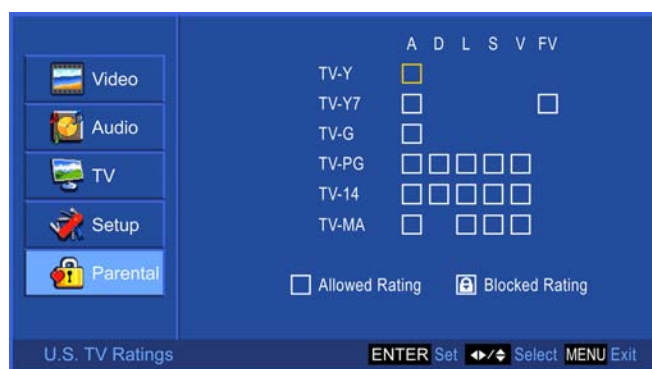 A D L S V FV
Video
TV-Y
TV-Y7
Audio
TV-G
TV-PG
TV
TV-14
Setup
TV-MA
Parental
Allowed Rating Blocked Rating
U.S. TV Ratings ENTER Set Select MENU Exit